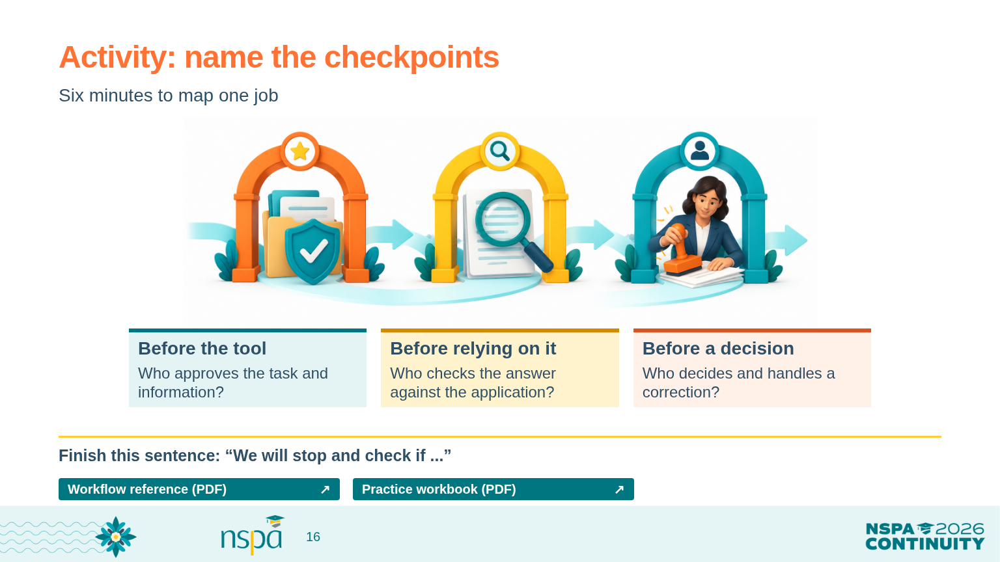 Activity: name the checkpoints
Six minutes to map one job
Before the tool
Who approves the task and
information?
Before relying on it
Who checks the answer
against the application?
Before a decision
Who decides and handles a
correction?
Finish this sentence: “We will stop and check if ...”
Workflow reference (PDF) ↗
Practice workbook (PDF) ↗
nspa
16
NSPA 2026
CONTINUITY